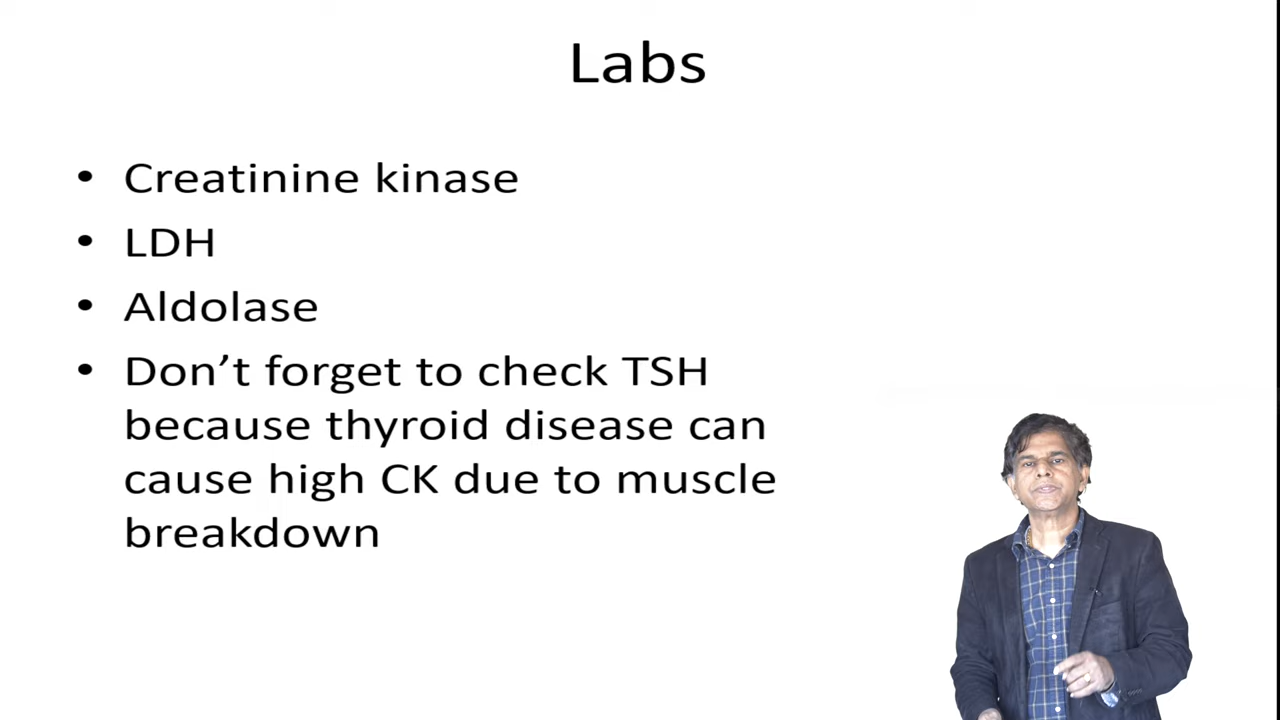 Labs
• Creatinine kinase
• LDH
• Aldolase
• Don’t forget to check TSH
because thyroid disease can
cause high CK due to muscle
breakdown